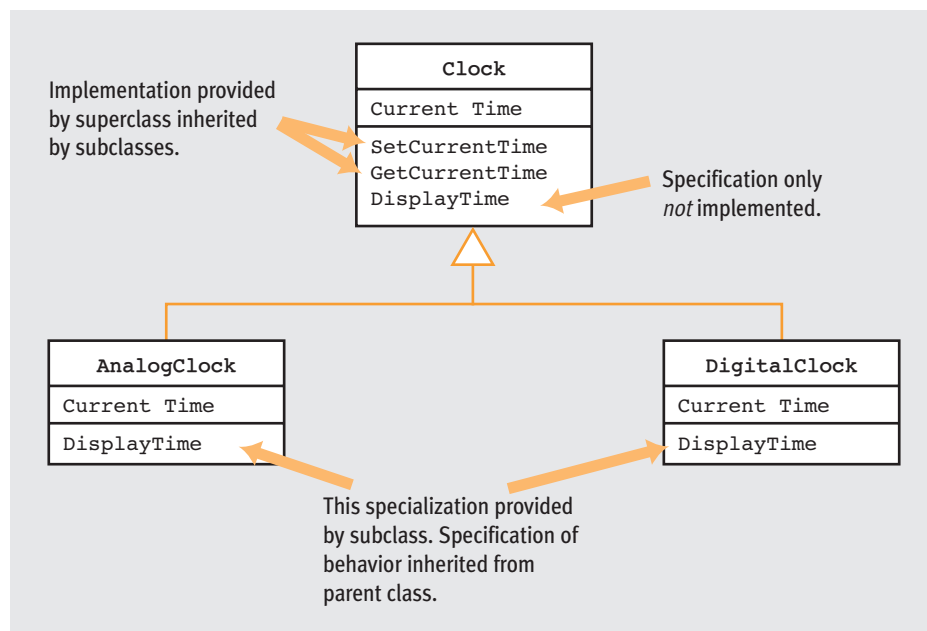 Clock
Current Time
SetCurrentTime
GetCurrentTime
DisplayTime
Implementation provided
by superclass inherited
by subclasses.
Specification only
not implemented.
AnalogClock
Current Time
DisplayTime
DigitalClock
Current Time
DisplayTime
This specialization provided
by subclass. Specification of
behavior inherited from
parent class.